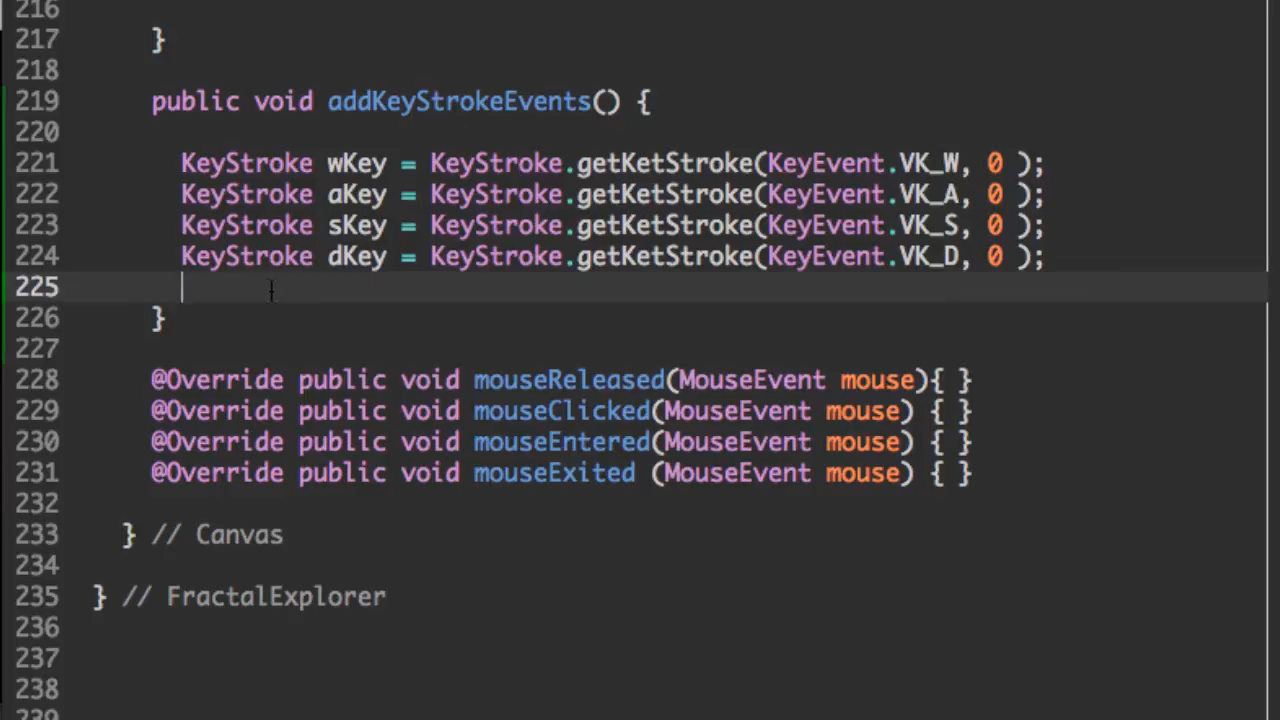 216
217 }
218
219 public void addKeyStrokeEvents() {
220
221 KeyStroke wKey = KeyStroke.getKetStroke(KeyEvent.VK_W, 0 );
222 KeyStroke aKey = KeyStroke.getKetStroke(KeyEvent.VK_A, 0 );
223 KeyStroke sKey = KeyStroke.getKetStroke(KeyEvent.VK_S, 0 );
224 KeyStroke dKey = KeyStroke.getKetStroke(KeyEvent.VK_D, 0 );
225
226 }
227
228 @Override public void mouseReleased(MouseEvent mouse){ }
229 @Override public void mouseClicked(MouseEvent mouse) { }
230 @Override public void mouseEntered(MouseEvent mouse) { }
231 @Override public void mouseExited (MouseEvent mouse) { }
232
233 } // Canvas
234
235 } // FractalExplorer
236
237
238
239